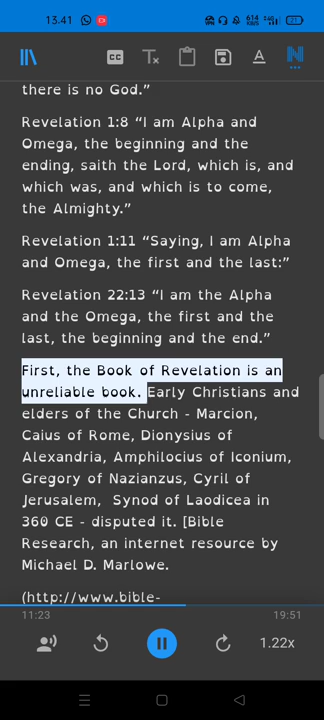 13.41
614 B/s
27
CC
there is no God.”
Revelation 1:8 “I am Alpha and
Omega, the beginning and the
ending, saith the Lord, which is, and
which was, and which is to come,
the Almighty.”
Revelation 1:11 “Saying, I am Alpha
and Omega, the first and the last:”
Revelation 22:13 “I am the Alpha
and the Omega, the first and the
last, the beginning and the end.”
First, the Book of Revelation is an
unreliable book. Early Christians and
elders of the Church - Marcion,
Caius of Rome, Dionysius of
Alexandria, Amphilocius of Iconium,
Gregory of Nazianzus, Cyril of
Jerusalem,  Synod of Laodicea in
360 CE - disputed it. [Bible
Research, an internet resource by
Michael D. Marlowe.
(http://www.bible-
11:23
19:51
1.22x